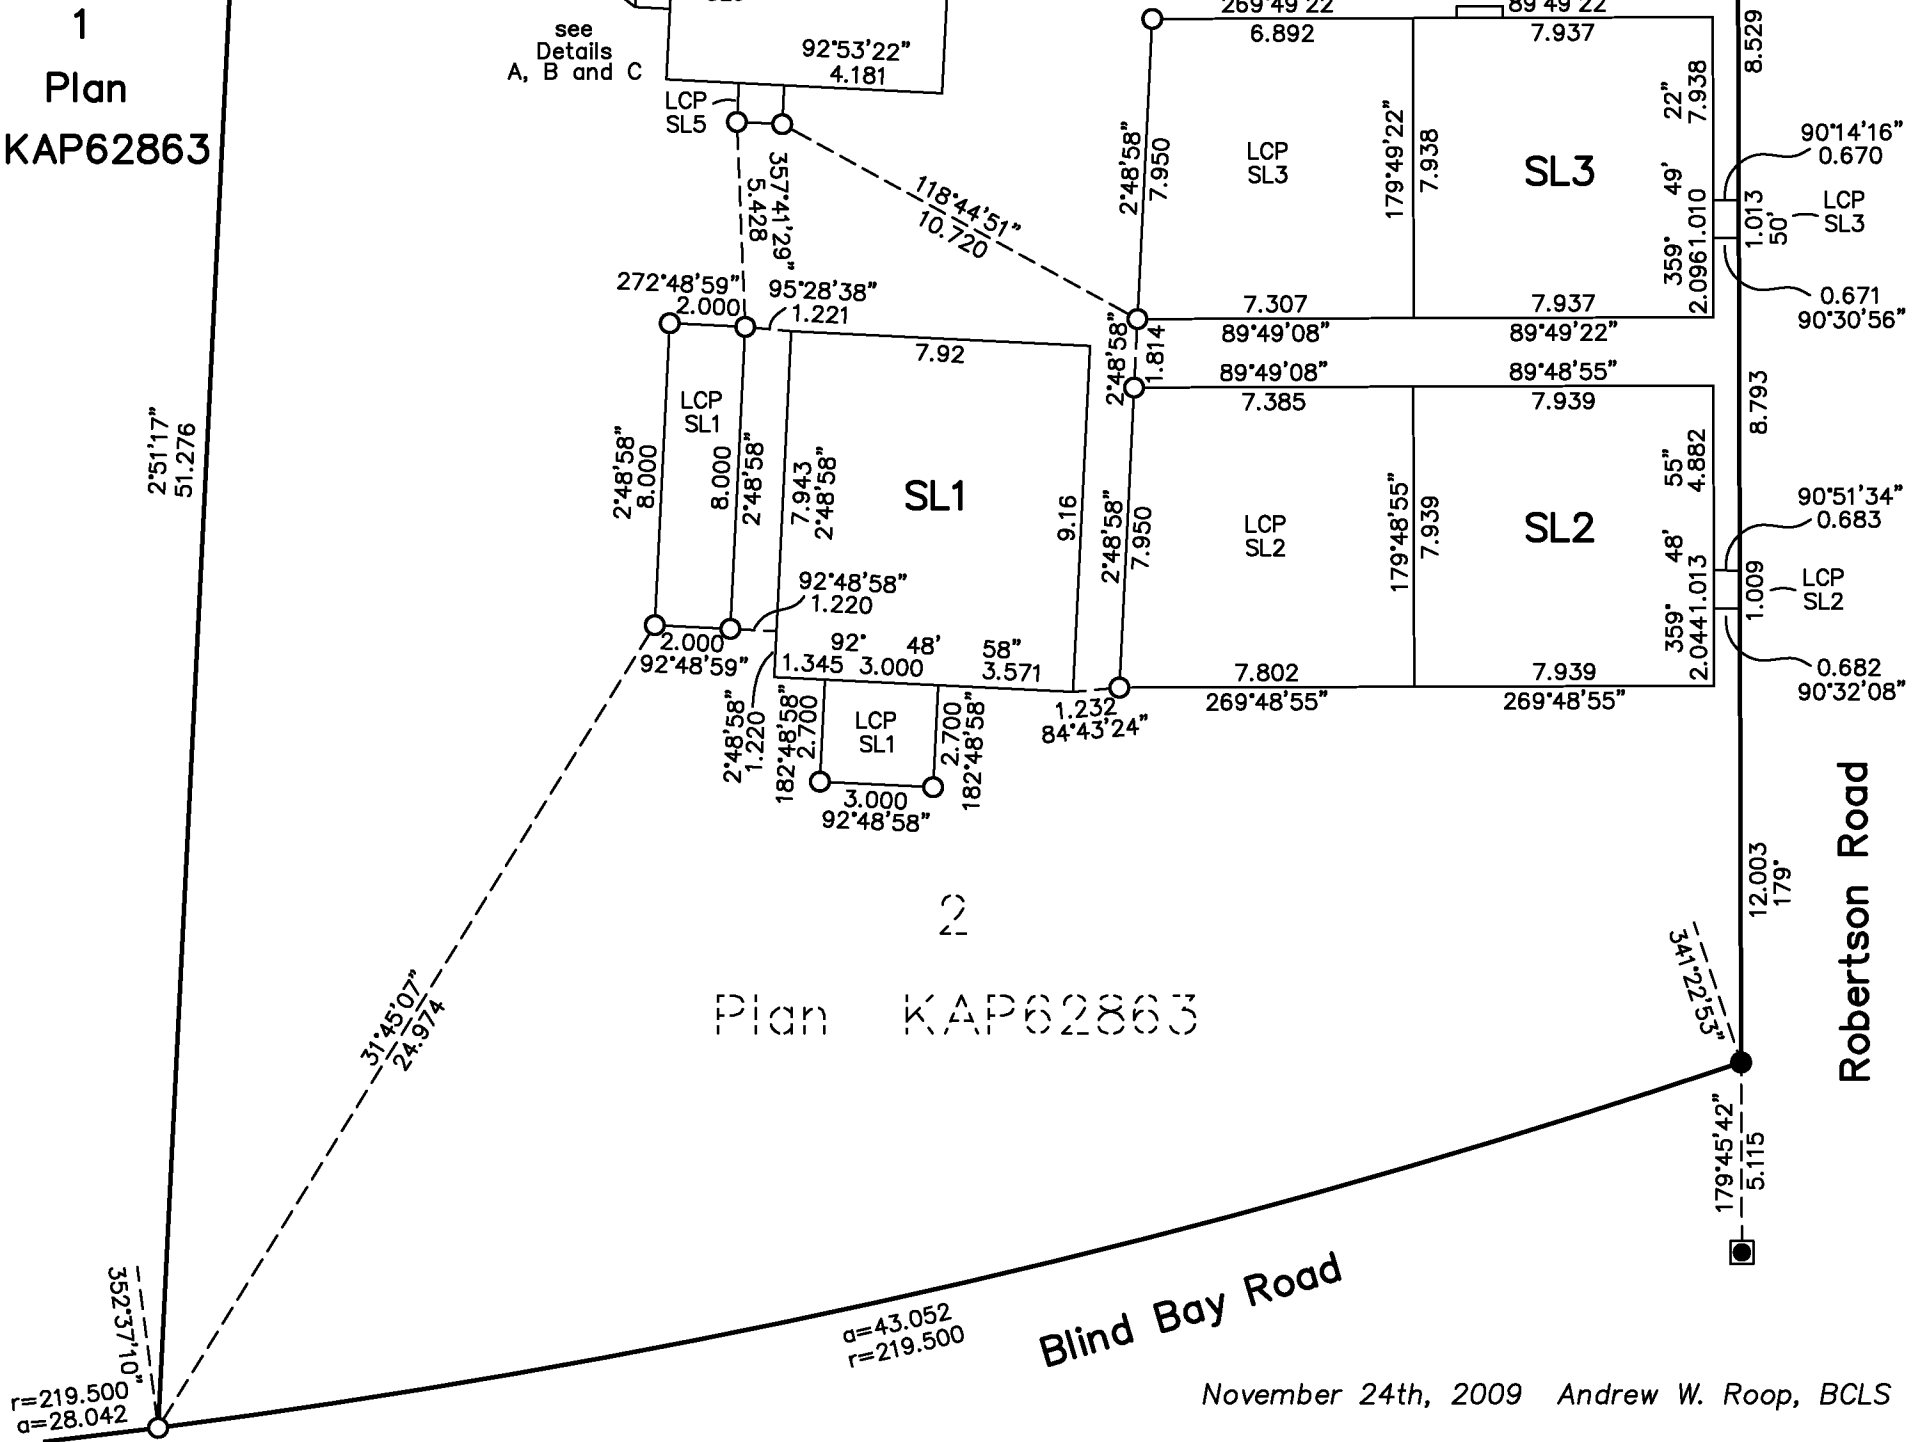 1
Plan
KAP62863
see
Details
A, B and C
92°53'22"
4.181
LCP
SL5
357°41'29"
5.428
118°44'51"
10.720
269°49'22"
6.892
89°49'22"
7.937
2°48'58"
7.950
LCP
SL3
179°49'22"
7.938
SL3
359° 49' 22"
2.096 1.010 7.938
8.529
90°14'16"
0.670
1.013
50'
LCP
SL3
0.671
90°30'56"
7.307
89°49'08"
7.937
89°49'22"
272°48'59"
2.000
95°28'38"
1.221
2°48'58"
1.814
89°49'08"
7.385
89°48'55"
7.939
2°51'17"
51.276
LCP
SL1
2°48'58"
8.000
8.000
2°48'58"
7.943
2°48'58"
7.92
SL1
9.16
2°48'58"
7.950
LCP
SL2
179°48'55"
7.939
SL2
359° 48' 55"
2.044 1.013 4.882
8.793
90°51'34"
0.683
1.009
LCP
SL2
0.682
90°32'08"
92°48'58"
1.220
2.000
92°48'59"
92° 48' 58"
1.345 3.000 3.571
7.802
269°48'55"
7.939
269°48'55"
2°48'58"
1.220
182°48'58"
2.700
LCP
SL1
2.700
182°48'58"
3.000
92°48'58"
1.232
84°43'24"
12.003
179°
Robertson Road
2
Plan KAP62863
31°45'07"
24.974
341°22'53"
179°45'42"
5.115
352°37'10"
r=219.500
a=28.042
a=43.052
r=219.500
Blind Bay Road
November 24th, 2009 Andrew W. Roop, BCLS